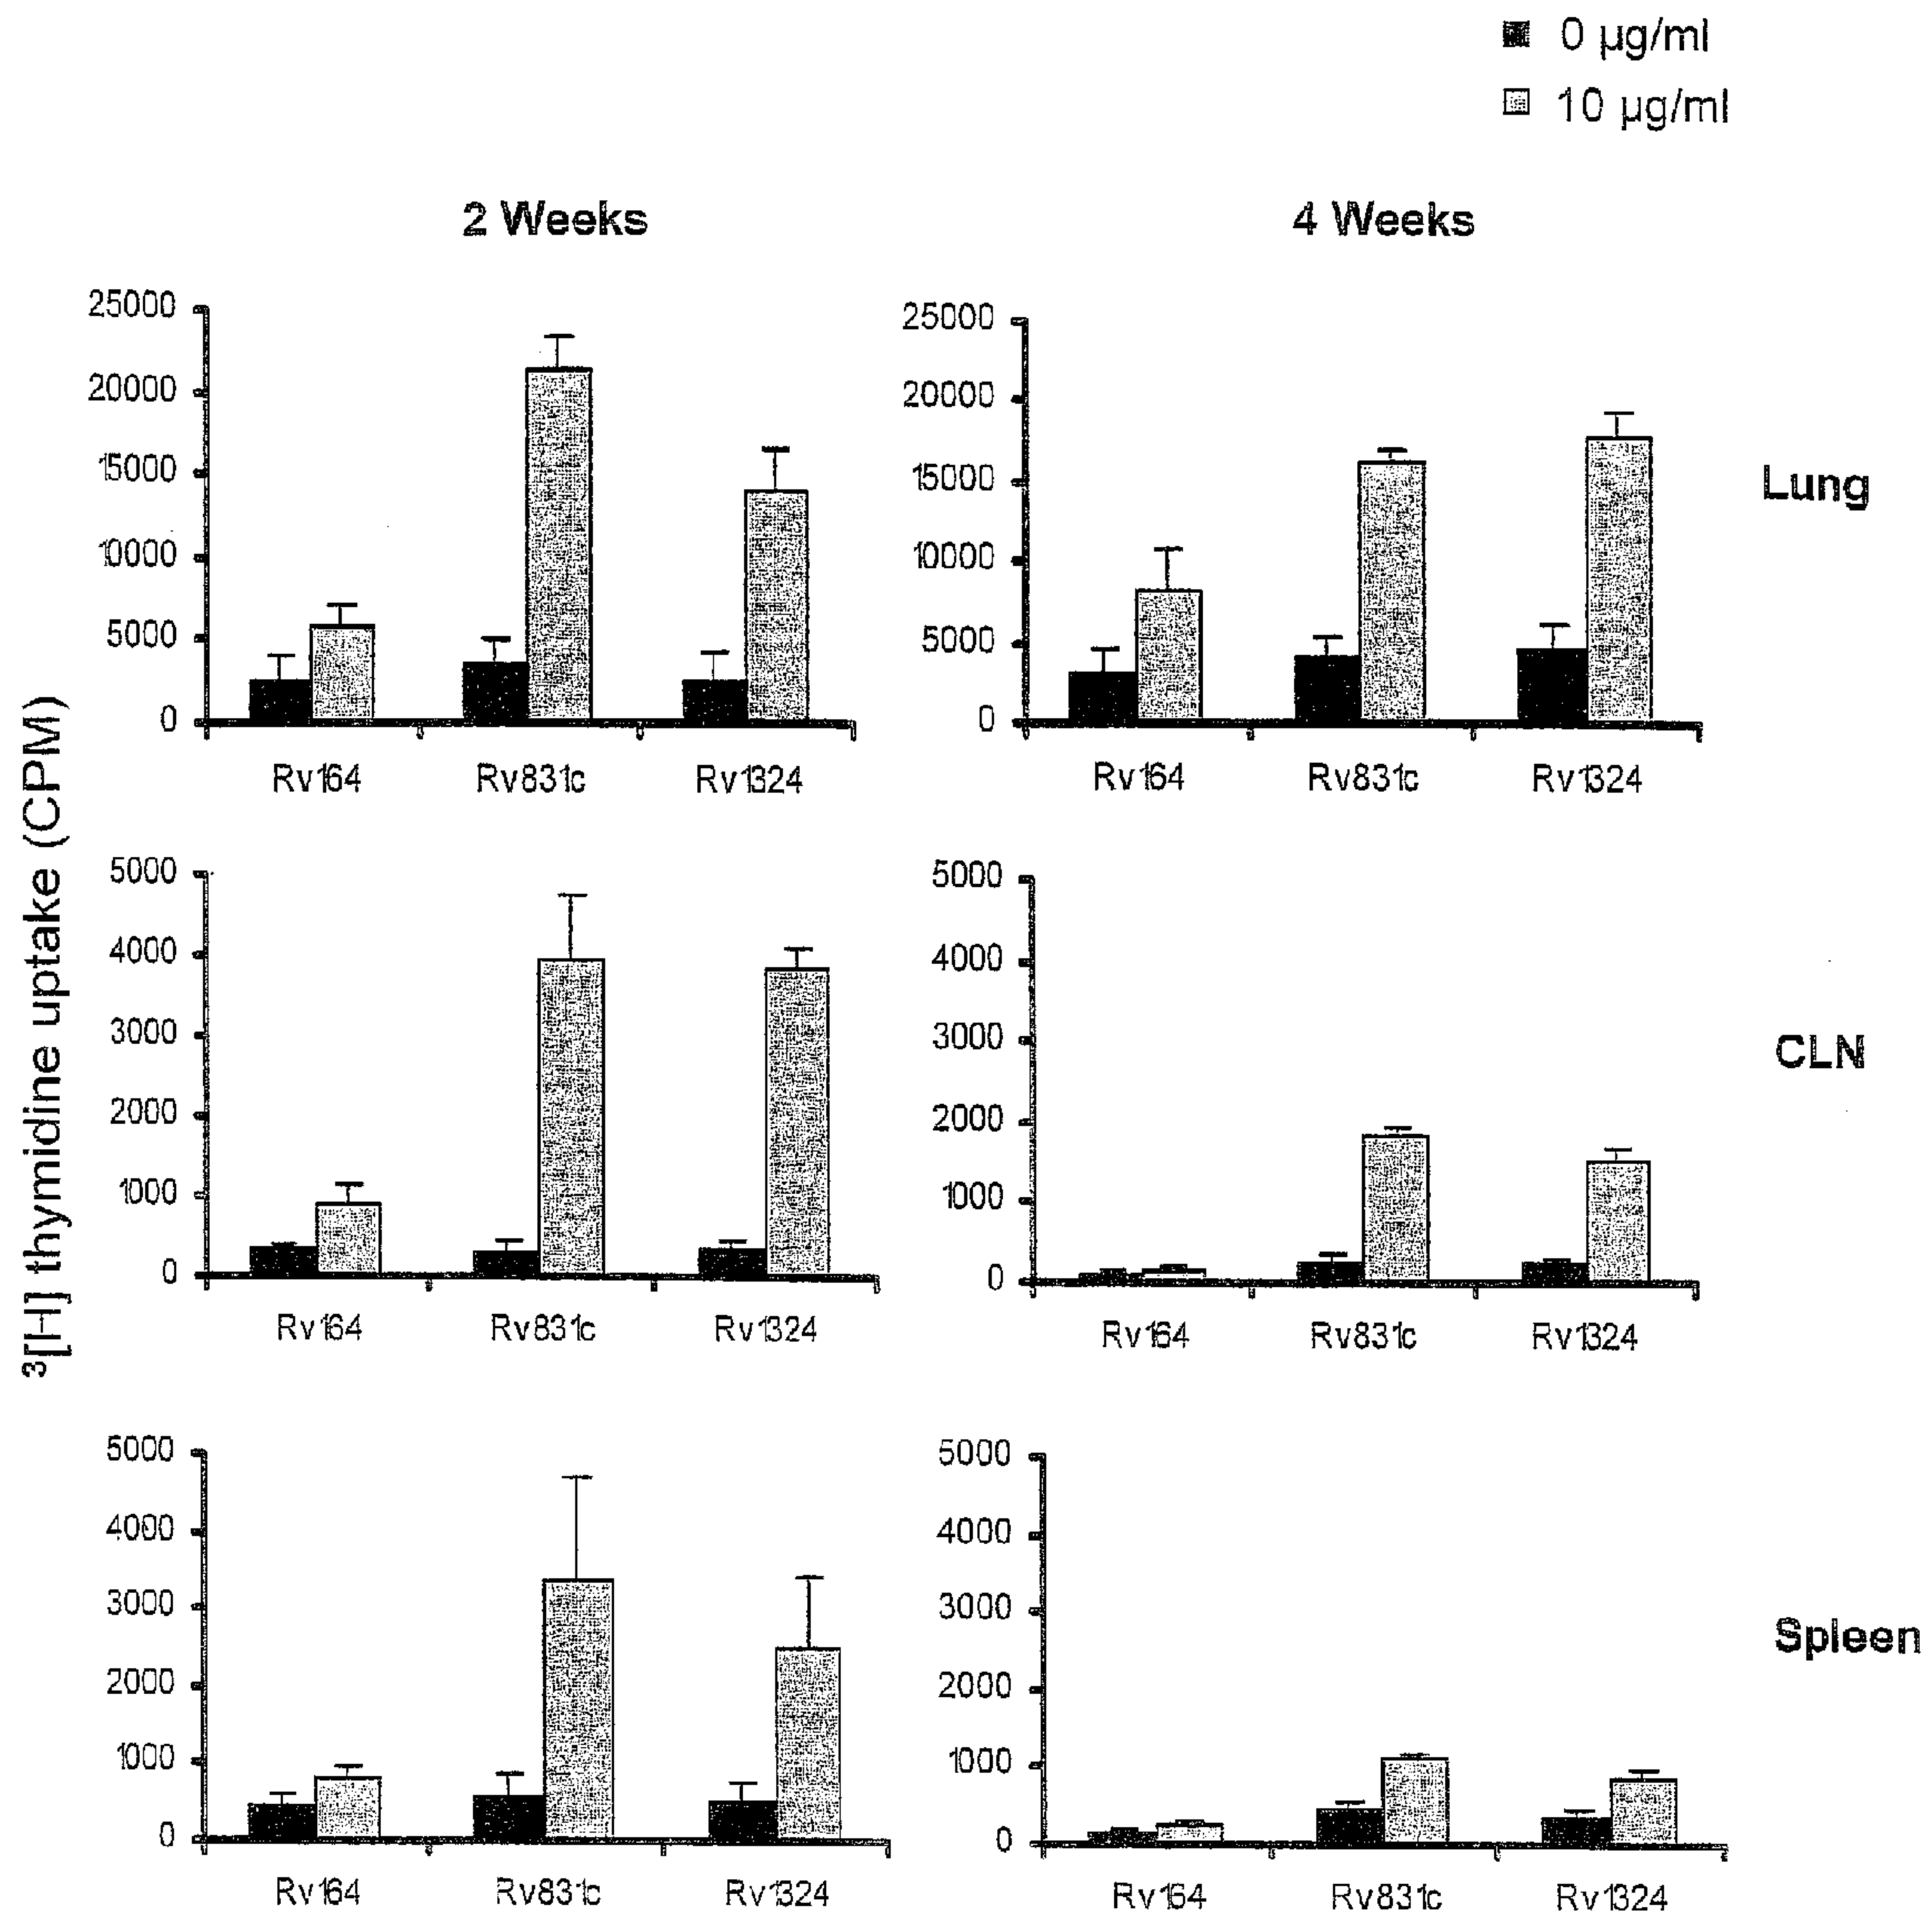 0 µg/ml
10 µg/ml
2 Weeks
4 Weeks
25000
20000
15000
10000
5000
0
Rv164
Rv831c
Rv1324
25000
20000
15000
10000
5000
0
Rv164
Rv831c
Rv1324
Lung
³[H] thymidine uptake (CPM)
5000
4000
3000
2000
1000
0
Rv164
Rv831c
Rv1324
5000
4000
3000
2000
1000
0
Rv164
Rv831c
Rv1324
CLN
5000
4000
3000
2000
1000
0
Rv164
Rv831c
Rv1324
5000
4000
3000
2000
1000
0
Rv164
Rv831c
Rv1324
Spleen